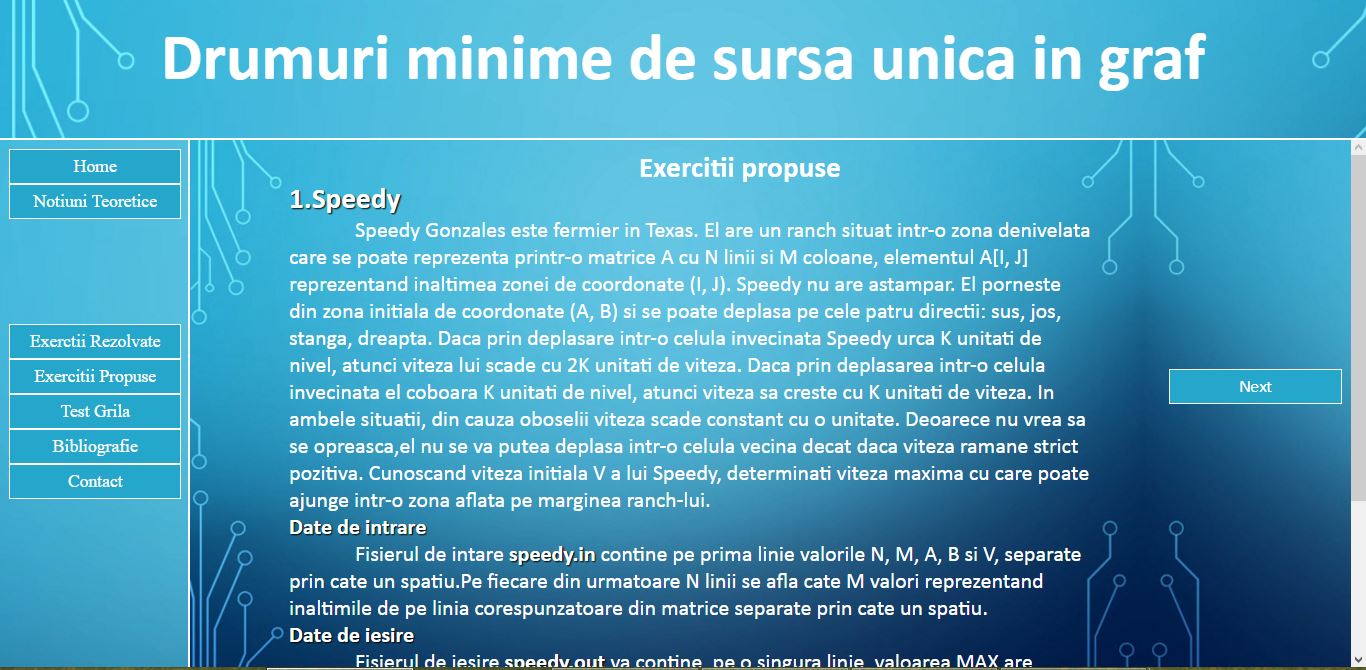 Drumuri minime de sursa unica in graf
Home
Notiuni Teoretice
Exerctii Rezolvate
Exercitii Propuse
Test Grila
Bibliografie
Contact
Exercitii propuse
1.Speedy
Speedy Gonzales este fermier in Texas. El are un ranch situat intr-o zona denivelata
care se poate reprezenta printr-o matrice A cu N linii si M coloane, elementul A[I, J]
reprezentand inaltimea zonei de coordonate (I, J). Speedy nu are astampar. El porneste
din zona initiala de coordonate (A, B) si se poate deplasa pe cele patru directii: sus, jos,
stanga, dreapta. Daca prin deplasare intr-o celula invecinata Speedy urca K unitati de
nivel, atunci viteza lui scade cu 2K unitati de viteza. Daca prin deplasarea intr-o celula
invecinata el coboara K unitati de nivel, atunci viteza sa creste cu K unitati de viteza. In
ambele situatii, din cauza oboselii viteza scade constant cu o unitate. Deoarece nu vrea sa
se opreasca,el nu se va putea deplasa intr-o celula vecina decat daca viteza ramane strict
pozitiva. Cunoscand viteza initiala V a lui Speedy, determinati viteza maxima cu care poate
ajunge intr-o zona aflata pe marginea ranch-lui.
Date de intrare
Fisierul de intare speedy.in contine pe prima linie valorile N, M, A, B si V, separate
prin cate un spatiu.Pe fiecare din urmatoare N linii se afla cate M valori reprezentand
inaltimile de pe linia corespunzatoare din matrice separate prin cate un spatiu.
Date de iesire
Fisierul de iesire speedy.out va contine, pe o singura linie, valoarea MAX are
Next